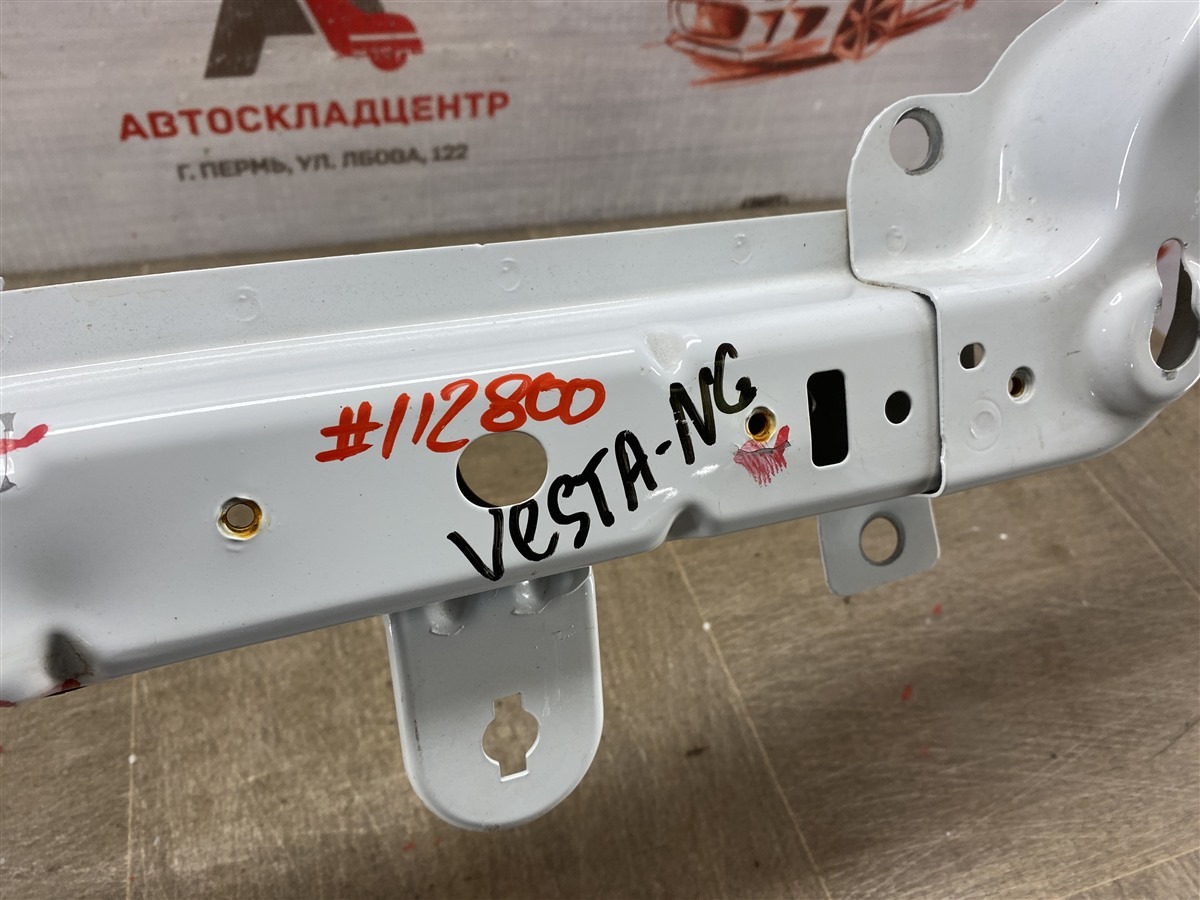 АВТОСКЛАДЦЕНТР
Г. ПЕРМЬ, УЛ. ЛБОВА, 122
#112800
VESTA-NG